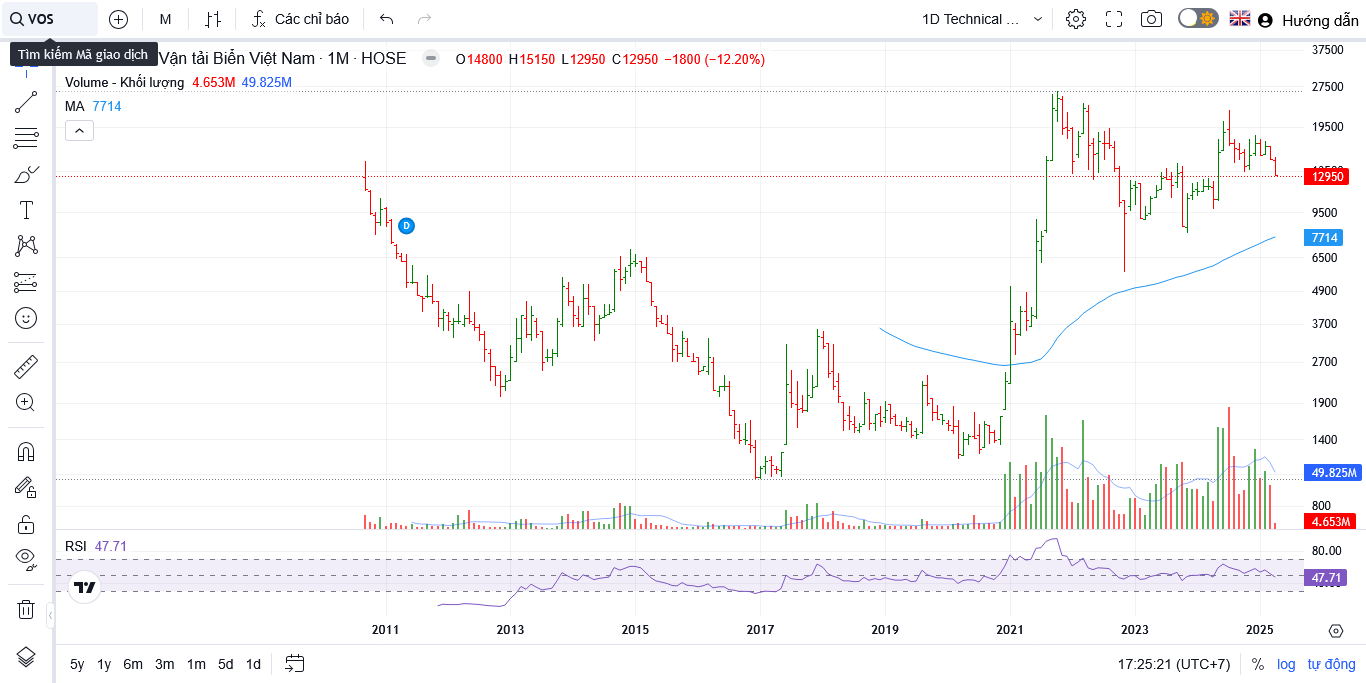 VOS
M
Các chỉ báo
1D Technical ...
Hướng dẫn
Tìm kiếm Mã giao dịch
Vận tải Biển Việt Nam · 1M · HOSE
O14800 H15150 L12950 C12950 −1800 (−12.20%)
Volume - Khối lượng 4.653M 49.825M
MA 7714
D
37500
27500
19500
12950
9500
7714
6500
4900
3700
2700
1900
1400
49.825M
800
4.653M
RSI 47.71
80.00
47.71
2011 2013 2015 2017 2019 2021 2023 2025
5y 1y 6m 3m 1m 5d 1d
17:25:21 (UTC+7) % log tự động